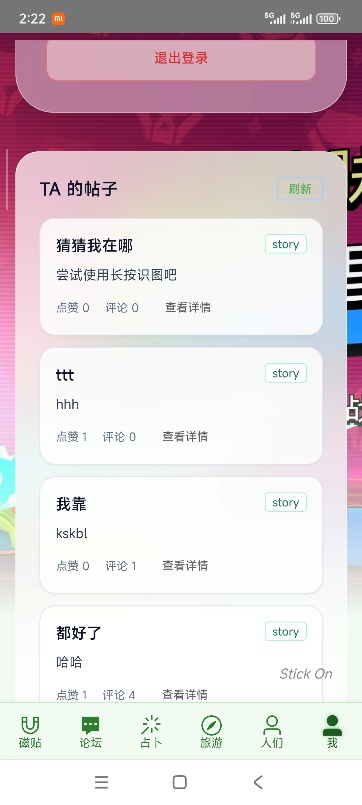 2:22
5G 5G 100
退出登录
TA 的帖子
刷新
猜猜我在哪
story
尝试使用长按识图吧
点赞 0 评论 0 查看详情
ttt
story
hhh
点赞 1 评论 0 查看详情
我靠
story
kskbl
点赞 0 评论 1 查看详情
都好了
story
哈哈
Stick On
点赞 1 评论 4 查看详情
磁贴 论坛 占卜 旅游 人们 我